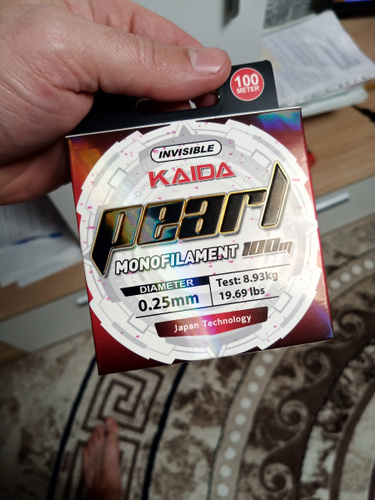 100
METER
INVISIBLE
KAIDA
pearl
MONOFILAMENT 100m
DIAMETER
0.25mm
Test: 8.93kg
19.69 lbs
Japan Technology